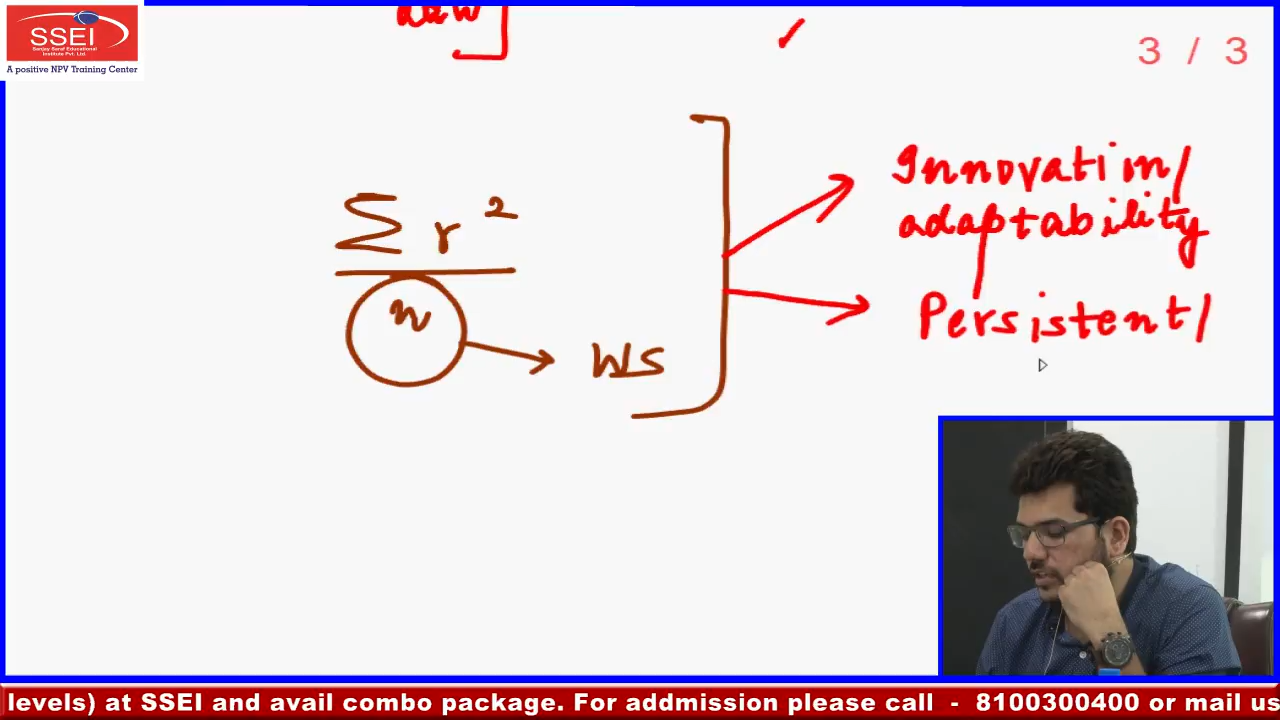 SSEI
Sanjay Saraf Educational
Institute Pvt. Ltd.
A positive NPV Training Center
3 / 3
Σ r²
n
WS
Innovation/
adaptability
Persistent/
levels) at SSEI and avail combo package. For addmission please call - 8100300400 or mail us